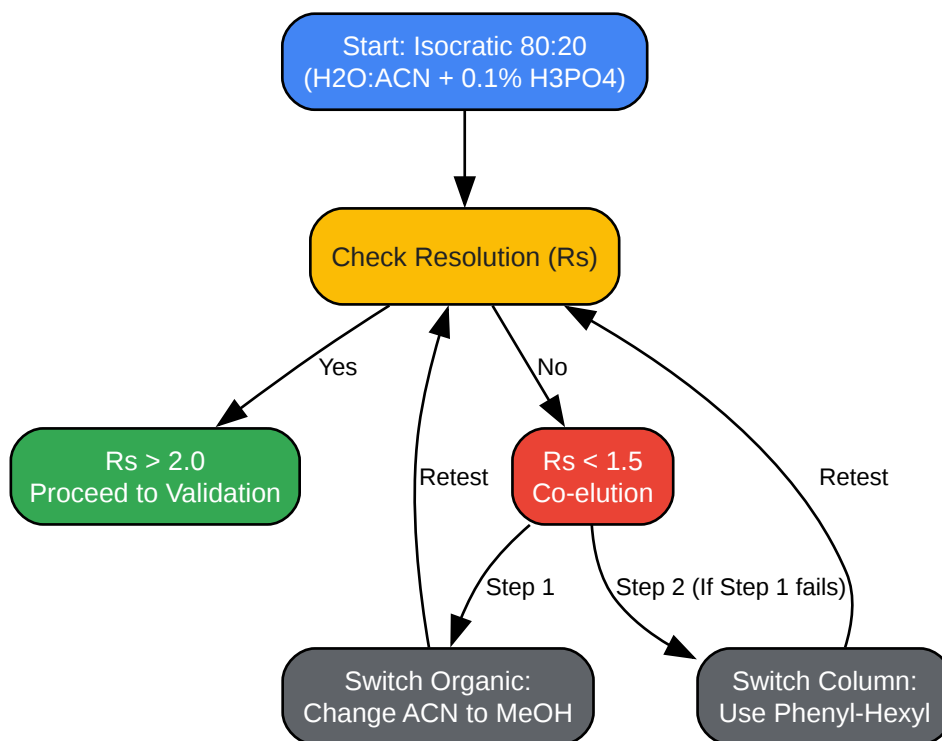 Start: Isocratic 80:20
(H2O:ACN + 0.1% H3PO4)
Check Resolution (Rs)
Yes
No
Rs > 2.0
Proceed to Validation
Rs < 1.5
Co-elution
Retest
Retest
Step 1
Step 2 (If Step 1 fails)
Switch Organic:
Change ACN to MeOH
Switch Column:
Use Phenyl-Hexyl